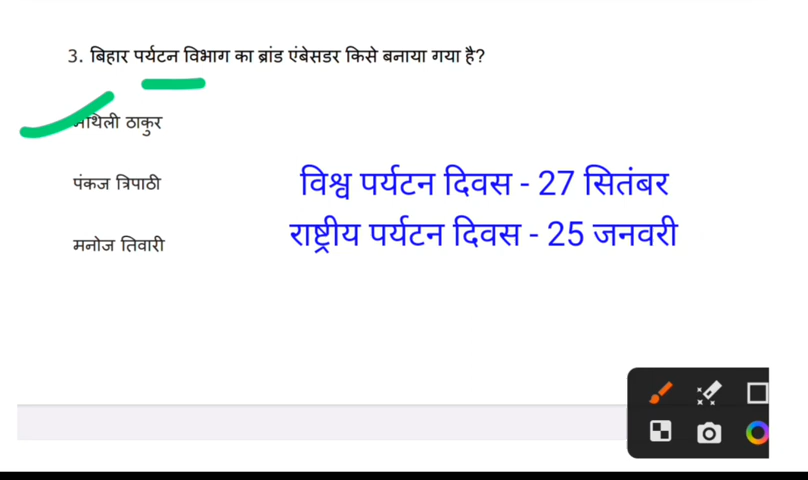 3. बिहार पर्यटन विभाग का ब्रांड एंबेसडर किसे बनाया गया है?
मैथिली ठाकुर
पंकज त्रिपाठी
मनोज तिवारी
विश्व पर्यटन दिवस - 27 सितंबर
राष्ट्रीय पर्यटन दिवस - 25 जनवरी